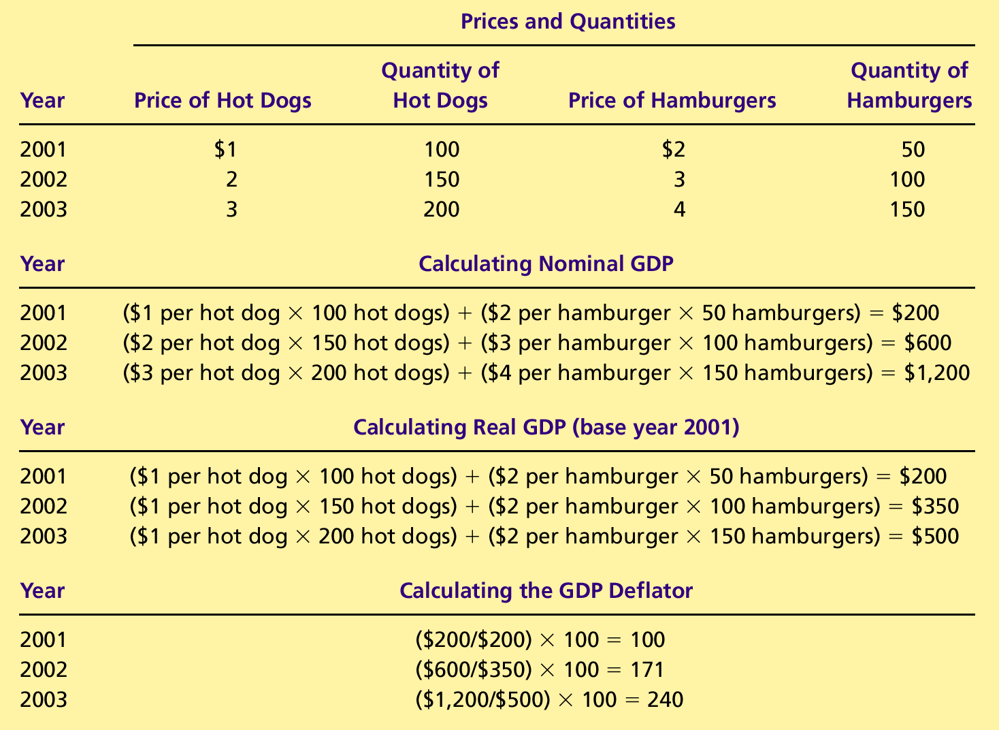 Prices and Quantities
Quantity of Quantity of
Year Price of Hot Dogs Hot Dogs Price of Hamburgers Hamburgers
2001 $1 100 $2 50
2002 2 150 3 100
2003 3 200 4 150
Year Calculating Nominal GDP
2001 ($1 per hot dog × 100 hot dogs) + ($2 per hamburger × 50 hamburgers) = $200
2002 ($2 per hot dog × 150 hot dogs) + ($3 per hamburger × 100 hamburgers) = $600
2003 ($3 per hot dog × 200 hot dogs) + ($4 per hamburger × 150 hamburgers) = $1,200
Year Calculating Real GDP (base year 2001)
2001 ($1 per hot dog × 100 hot dogs) + ($2 per hamburger × 50 hamburgers) = $200
2002 ($1 per hot dog × 150 hot dogs) + ($2 per hamburger × 100 hamburgers) = $350
2003 ($1 per hot dog × 200 hot dogs) + ($2 per hamburger × 150 hamburgers) = $500
Year Calculating the GDP Deflator
2001 ($200/$200) × 100 = 100
2002 ($600/$350) × 100 = 171
2003 ($1,200/$500) × 100 = 240